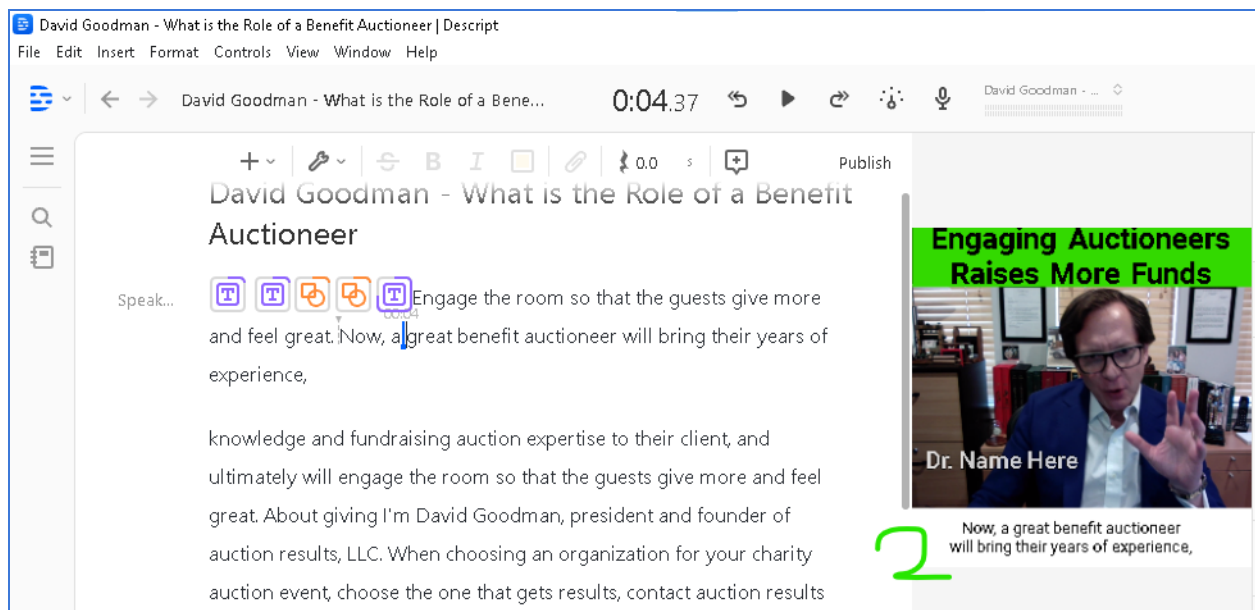 David Goodman - What is the Role of a Benefit Auctioneer | Descript
File Edit Insert Format Controls View Window Help
David Goodman - What is the Role of a Bene...
0:04.37
David Goodman - ...
0.0 s
Publish
David Goodman - What is the Role of a Benefit
Auctioneer
Speak...
T T T Engage the room so that the guests give more
00:04
and feel great. Now, a great benefit auctioneer will bring their years of
experience,
knowledge and fundraising auction expertise to their client, and
ultimately will engage the room so that the guests give more and feel
great. About giving I'm David Goodman, president and founder of
auction results, LLC. When choosing an organization for your charity
auction event, choose the one that gets results, contact auction results
Engaging Auctioneers
Raises More Funds
Dr. Name Here
2
Now, a great benefit auctioneer
will bring their years of experience,